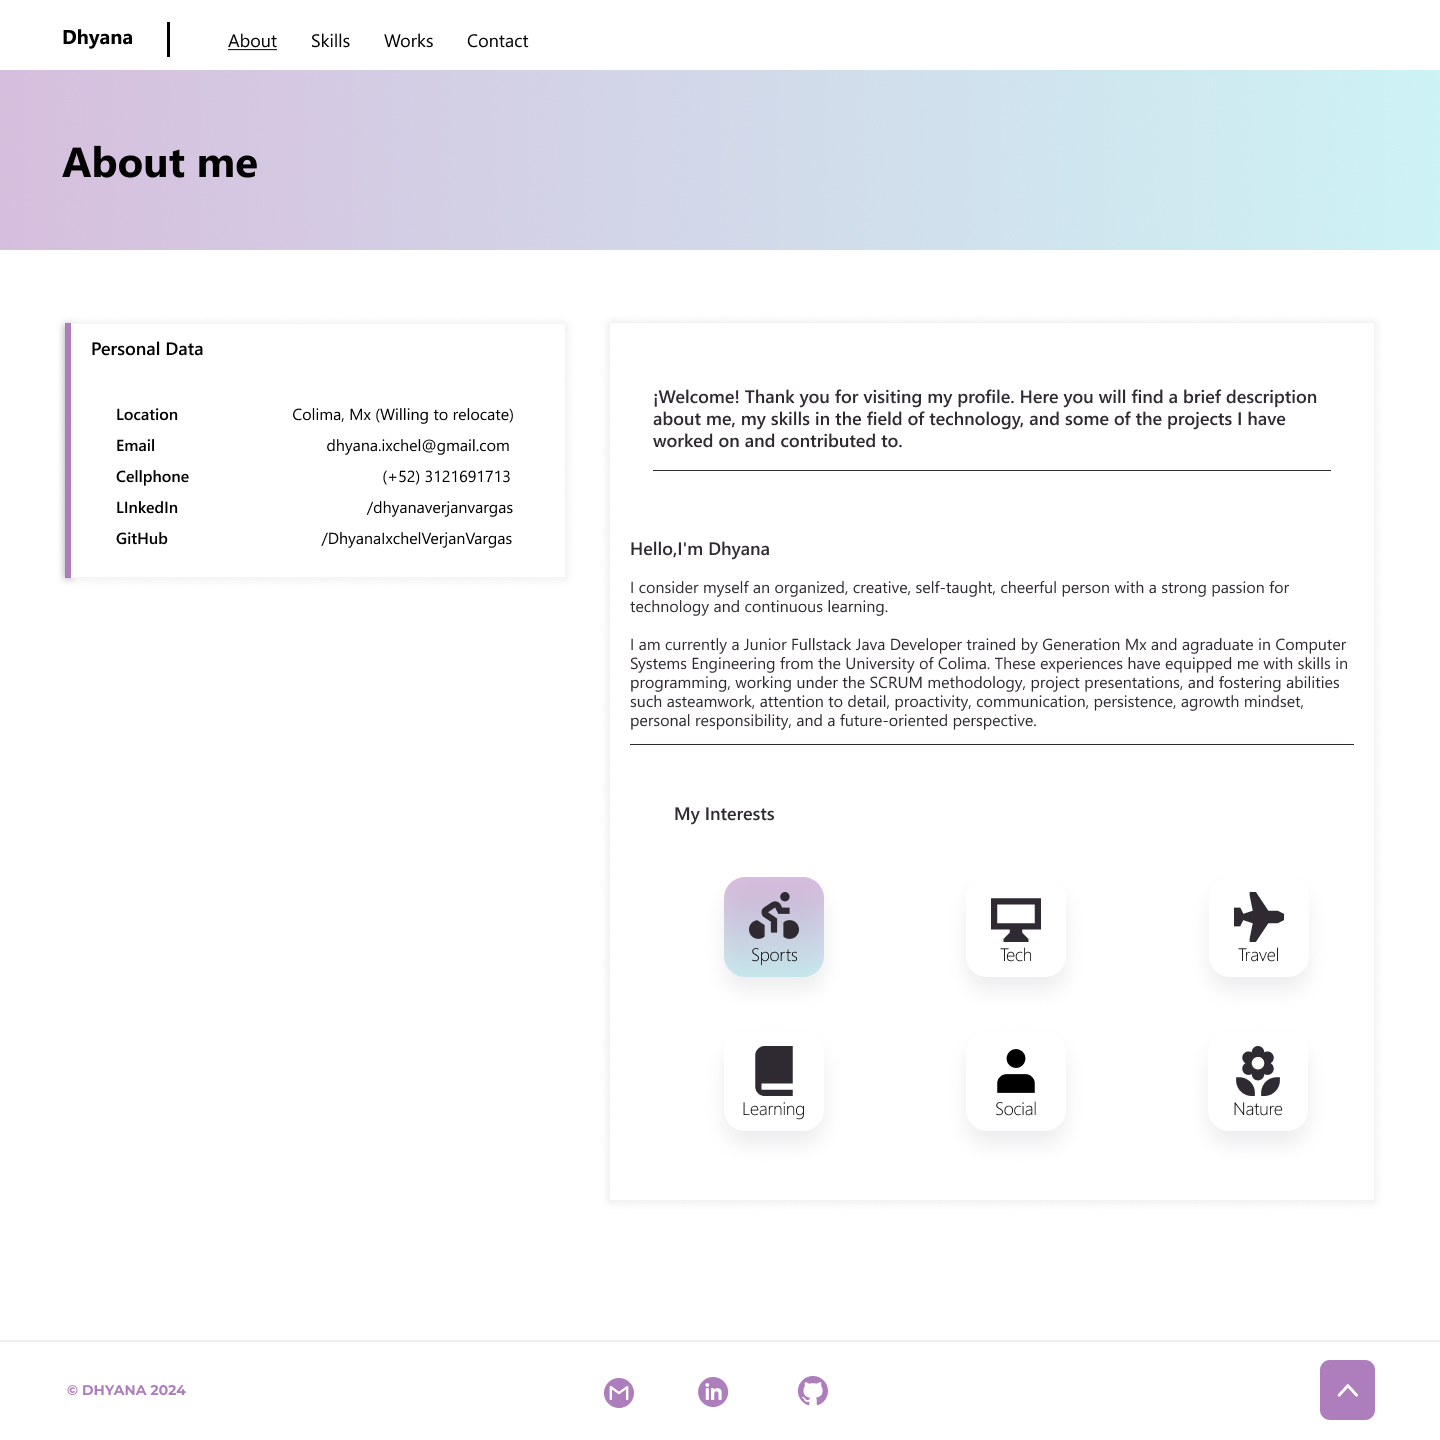 Dhyana
About Skills Works Contact
About me
Personal Data
Location Colima, Mx (Willing to relocate)
Email dhyana.ixchel@gmail.com
Cellphone (+52) 3121691713
LInkedIn /dhyanaverjanvargas
GitHub /DhyanaIxchelVerjanVargas
¡Welcome! Thank you for visiting my profile. Here you will find a brief description
about me, my skills in the field of technology, and some of the projects I have
worked on and contributed to.
Hello,I'm Dhyana
I consider myself an organized, creative, self-taught, cheerful person with a strong passion for
technology and continuous learning.
I am currently a Junior Fullstack Java Developer trained by Generation Mx and agraduate in Computer
Systems Engineering from the University of Colima. These experiences have equipped me with skills in
programming, working under the SCRUM methodology, project presentations, and fostering abilities
such asteamwork, attention to detail, proactivity, communication, persistence, agrowth mindset,
personal responsibility, and a future-oriented perspective.
My Interests
Sports Tech Travel
Learning Social Nature
© DHYANA 2024
in